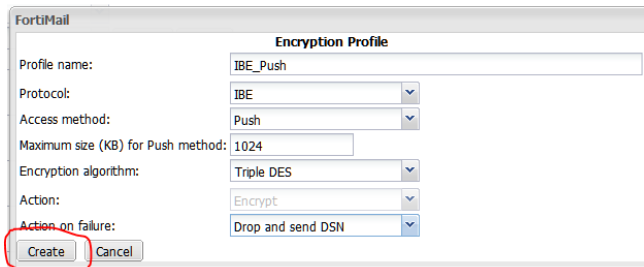 FortiMail
Encryption Profile
Profile name: IBE_Push
Protocol: IBE
Access method: Push
Maximum size (KB) for Push method: 1024
Encryption algorithm: Triple DES
Action: Encrypt
Action on failure: Drop and send DSN
Create Cancel